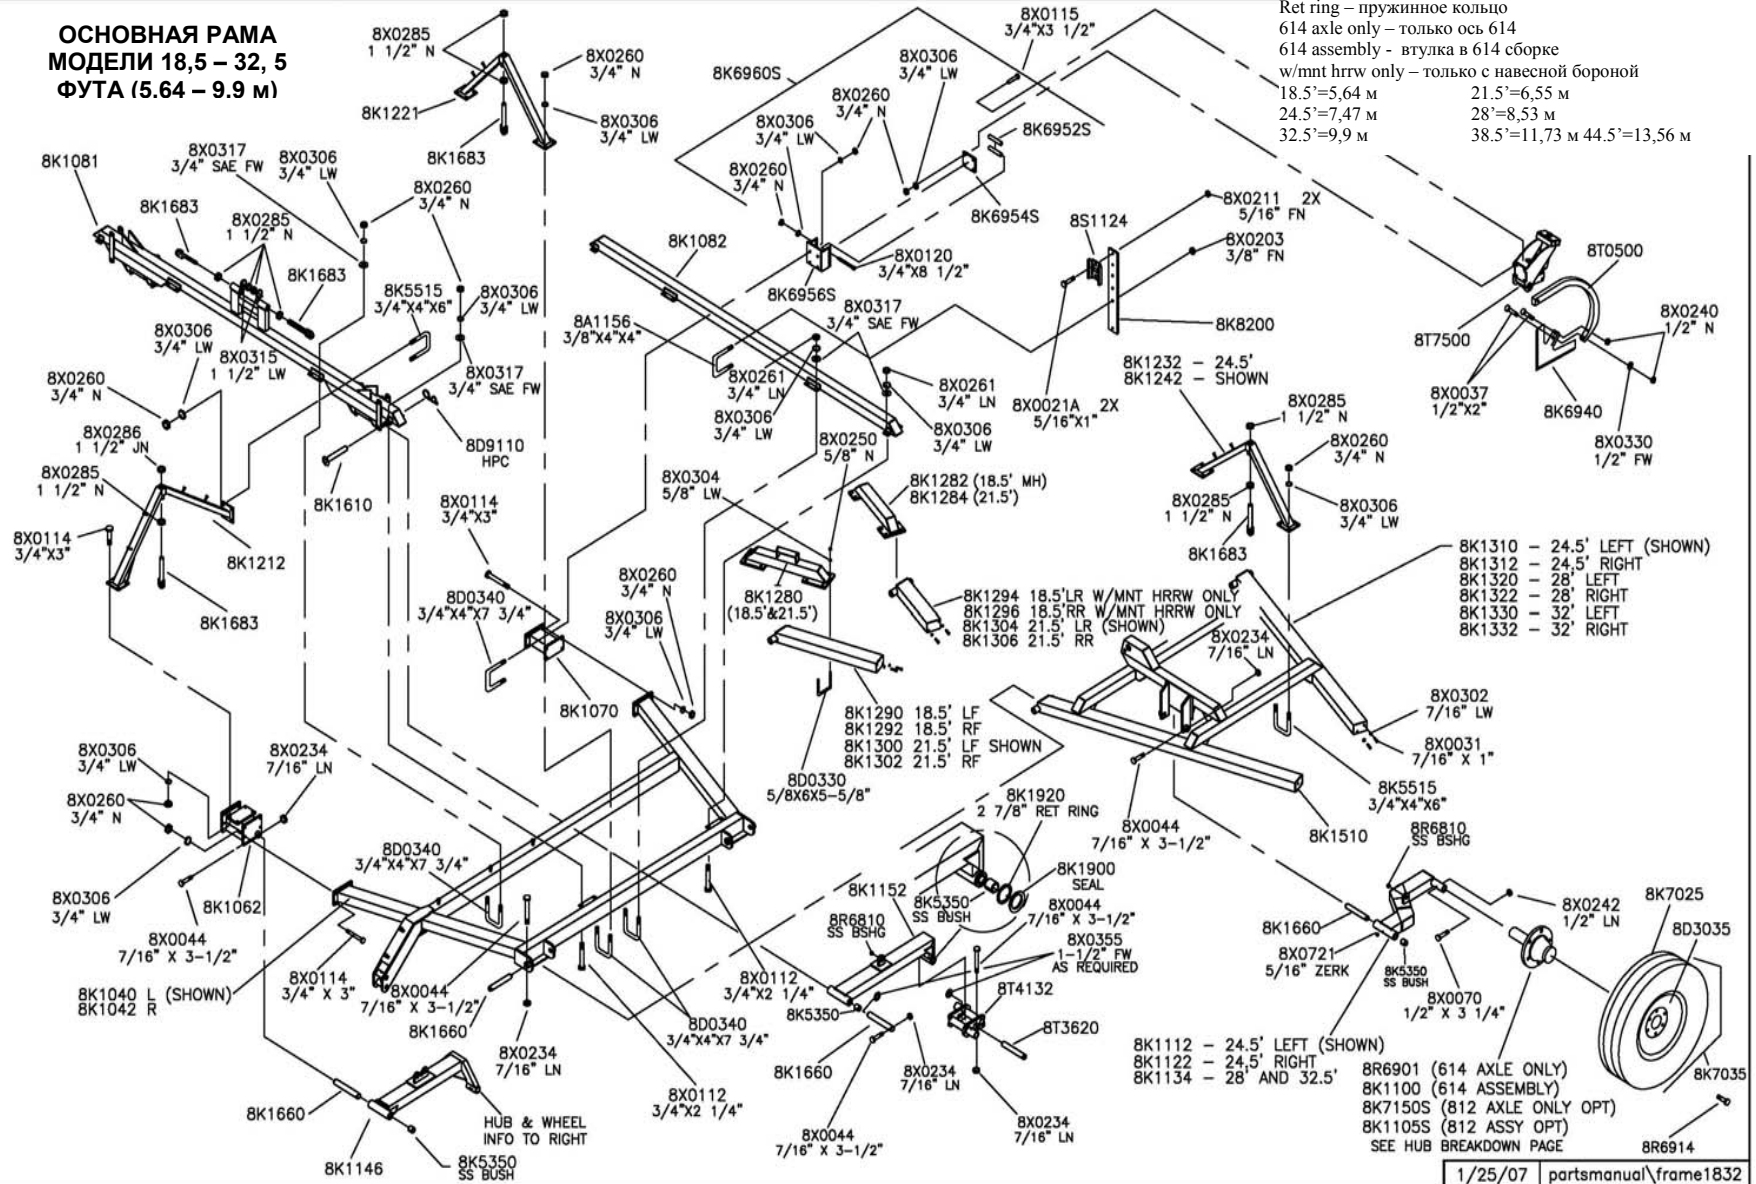 ОСНОВНАЯ РАМА
МОДЕЛИ 18,5 – 32, 5
ФУТА (5.64 – 9.9 м)
Ret ring – пружинное кольцо
614 axle only – только ось 614
614 assembly - втулка в 614 сборке
w/mnt hrrw only – только с навесной бороной
18.5’=5,64 м 21.5’=6,55 м
24.5’=7,47 м 28’=8,53 м
32.5’=9,9 м 38.5’=11,73 м 44.5’=13,56 м
8X0285
1 1/2" N
8K1221
8X0260
3/4" N
8X0306
3/4" LW
8K1683
8K6960S
8X0115
3/4"X3 1/2"
8X0306
3/4" LW
8X0260
3/4" N
8X0306
3/4" LW
8X0260
3/4 N
8K6952S
8K6954S
8X0120
3/4"X8 1/2"
8K6956S
8K1081
8X0317
3/4" SAE FW
8X0306
3/4" LW
8X0260
3/4" N
8K1683
8X0285
1 1/2" N
8K1683
8K5515
3/4"X4"X6"
8X0306
3/4" LW
8X0317
3/4" SAE FW
8X0306
3/4" LW
8X0315
1 1/2" LW
8X0260
3/4" N
8X0286
1 1/2" JN
8X0285
1 1/2" N
8X0114
3/4"X3"
8K1212
8K1683
8K1610
8D9110
HPC
8K1082
8A1156
3/8"X4"X4"
8X0317
3/4" SAE FW
8X0261
3/4" LN
8X0306
3/4" LW
8X0261
3/4" LN
8X0306
3/4" LW
8X0250
5/8" N
8X0304
5/8" LW
8S1124
8X0211 2X
5/16" FN
8X0203
3/8" FN
8K8200
8X0021A 2X
5/16"X1"
8T0500
8T7500
8X0240
1/2" N
8X0037
1/2"X2"
8K6940
8X0330
1/2" FW
8K1232 – 24.5'
8K1242 – SHOWN
8X0285
1 1/2" N
8X0260
3/4" N
8X0285
1 1/2" N
8X0306
3/4" LW
8K1683
8K1282 (18.5' MH)
8K1284 (21.5')
8X0114
3/4"X3"
8D0340
3/4"X4"X7 3/4"
8K1070
8X0260
3/4" N
8X0306
3/4" LW
8K1280
(18.5'&21.5')
8K1294 18.5'LR W/MNT HRRW ONLY
8K1296 18.5'RR W/MNT HRRW ONLY
8K1304 21.5' LR (SHOWN)
8K1306 21.5' RR
8K1290 18.5' LF
8K1292 18.5' RF
8K1300 21.5' LF SHOWN
8K1302 21.5' RF
8D0330
5/8X6X5–5/8"
8K1310 – 24.5' LEFT (SHOWN)
8K1312 – 24.5' RIGHT
8K1320 – 28' LEFT
8K1322 – 28' RIGHT
8K1330 – 32' LEFT
8K1332 – 32' RIGHT
8X0234
7/16" LN
8X0302
7/16" LW
8X0031
7/16" X 1"
8K5515
3/4"X4"X6"
8K1510
8X0044
7/16" X 3–1/2"
8X0306
3/4" LW
8X0260
3/4" N
8X0234
7/16" LN
8X0306
3/4" LW
8K1062
8X0044
7/16" X 3–1/2"
8K1040 L (SHOWN)
8K1042 R
8D0340
3/4"X4"X7 3/4"
8X0114
3/4" X 3"
8X0044
7/16" X 3–1/2"
8K1660
8X0234
7/16" LN
8X0112
3/4"X2 1/4"
8D0340
3/4"X4"X7 3/4"
8X0112
3/4"X2 1/4"
8K1660
8K1146
8K5350
SS BUSH
HUB & WHEEL
INFO TO RIGHT
8K1920
2 7/8" RET RING
8K1900
SEAL
8K1152
8K5350
SS BUSH
8X0044
7/16" X 3–1/2"
8R6810
SS BSHG
8X0355
1–1/2" FW
AS REQUIRED
8K5350
8T4132
8T3620
8K1660
8X0234
7/16" LN
8X0044
7/16" X 3–1/2"
8X0234
7/16" LN
8R6810
SS BSHG
8K1660
8X0721
5/16" ZERK
8K5350
SS BUSH
8X0242
1/2" LN
8X0070
1/2" X 3 1/4"
8K7025
8D3035
8K7035
8R6914
8K1112 – 24.5' LEFT (SHOWN)
8K1122 – 24,5' RIGHT
8K1134 – 28' AND 32.5'
8R6901 (614 AXLE ONLY)
8K1100 (614 ASSEMBLY)
8K7150S (812 AXLE ONLY OPT)
8K1105S (812 ASSY OPT)
SEE HUB BREAKDOWN PAGE
1/25/07 partsmanual\frame1832